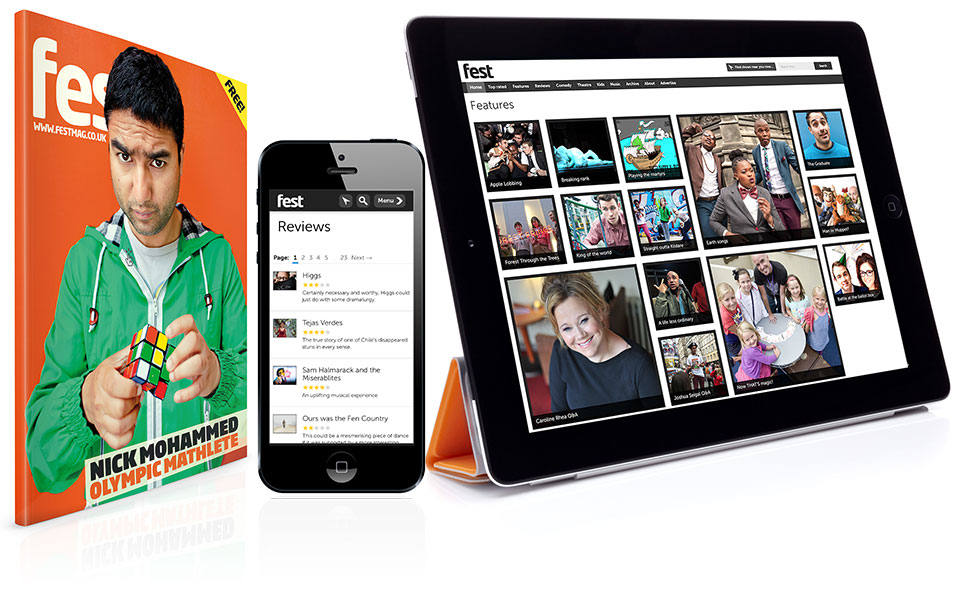 fest
FREE!
WWW.FESTMAG.CO.UK
NICK MOHAMMED
OLYMPIC MATHLETE
fest
Menu
Reviews
Page: 1 2 3 4 5 23 Next →
Higgs
Certainly necessary and worthy, Higgs could
just do with some dramaturgy.
Tejas Verdes
The true story of one of Chile's disappeared
stuns in every sense.
Sam Halmarack and the
Miserablites
An uplifting musical experience
Ours was the Fen Country
This could be a mesmerising piece of dance
fest
Find shows near you now...
Search
Home Top rated Features Reviews Comedy Theatre Kids Music Archive About Advertise
Features
Apple Lobbing
Breaking rank
Playing the martyrs
Earth songs
The Graduate
Forest Through the Trees
King of the world
Straight outta Kildare
Man or Muppet?
Caroline Rhea Q&A
A life less ordinary
Now THAT'S magic!
Battle at the ballot box
Joshua Seigal Q&A